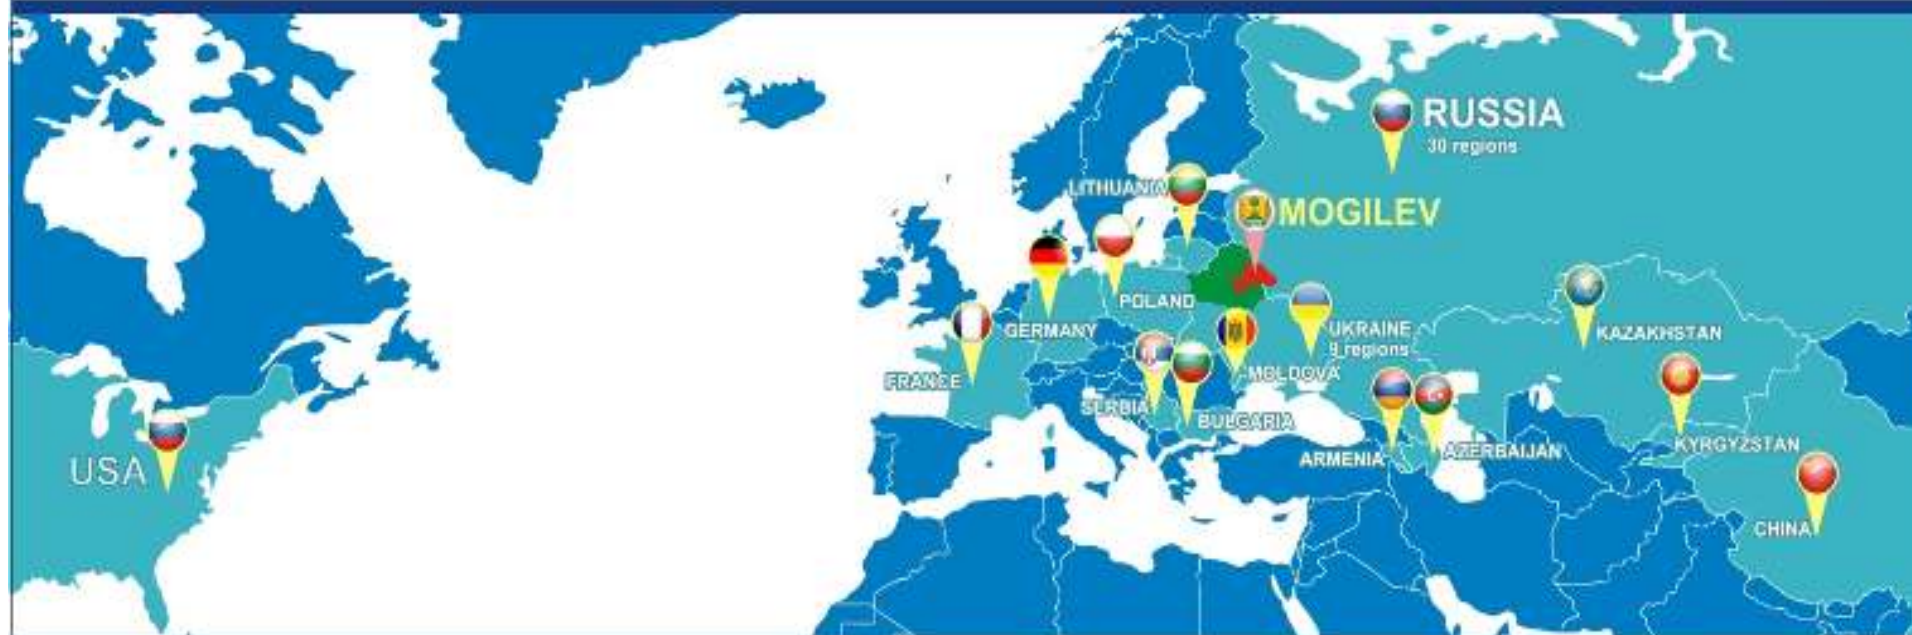 RUSSIA
30 regions
LITHUANIA
MOGILEV
POLAND
GERMANY
UKRAINE
9 regions
KAZAKHSTAN
FRANCE
MOLDOVA
SERBIA
BULGARIA
USA
ARMENIA
AZERBAIJAN
KYRGYZSTAN
CHINA